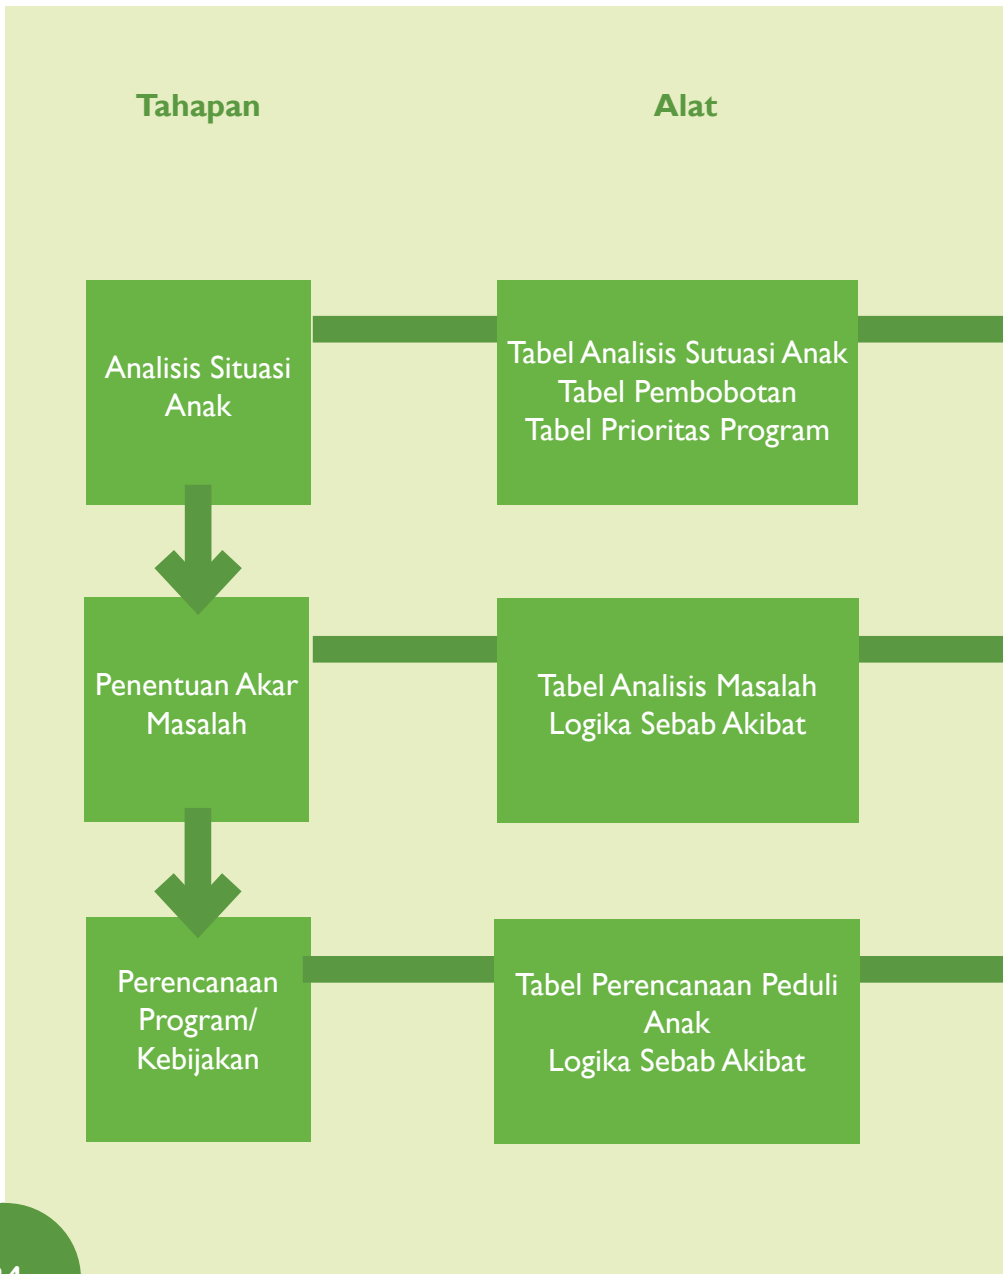 Tahapan
Alat
Analisis Situasi
Anak
Tabel Analisis Sutuasi Anak
Tabel Pembobotan
Tabel Prioritas Program
Penentuan Akar
Masalah
Tabel Analisis Masalah
Logika Sebab Akibat
Perencanaan
Program/
Kebijakan
Tabel Perencanaan Peduli
Anak
Logika Sebab Akibat